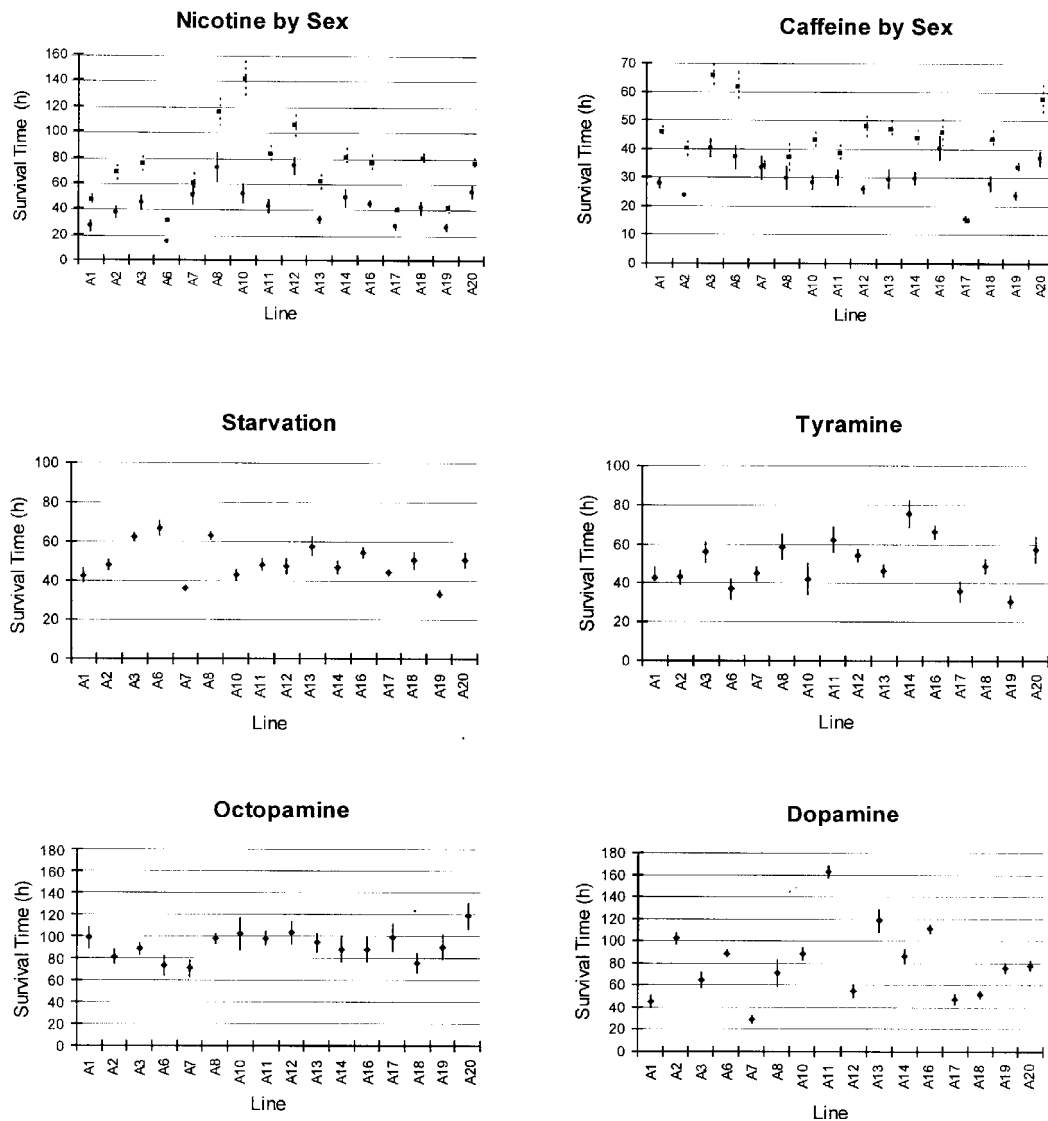 Nicotine by Sex
Survival Time (h)
160
140
120
100
80
60
40
20
0
A1 A2 A3 A6 A7 A8 A10 A11 A12 A13 A14 A16 A17 A18 A19 A20
Line
Caffeine by Sex
Survival Time (h)
70
60
50
40
30
20
10
0
A1 A2 A3 A6 A7 A8 A10 A11 A12 A13 A14 A16 A17 A18 A19 A20
Line
Starvation
Survival Time (h)
100
80
60
40
20
0
A1 A2 A3 A6 A7 A8 A10 A11 A12 A13 A14 A16 A17 A18 A19 A20
Line
Tyramine
Survival Time (h)
100
80
60
40
20
0
A1 A2 A3 A6 A7 A8 A10 A11 A12 A13 A14 A16 A17 A18 A19 A20
Line
Octopamine
Survival Time (h)
180
160
140
120
100
80
60
40
20
0
A1 A2 A3 A6 A7 A8 A10 A11 A12 A13 A14 A16 A17 A18 A19 A20
Line
Dopamine
Survival Time (h)
180
160
140
120
100
80
60
40
20
0
A1 A2 A3 A6 A7 A8 A10 A11 A12 A13 A14 A16 A17 A18 A19 A20
Line